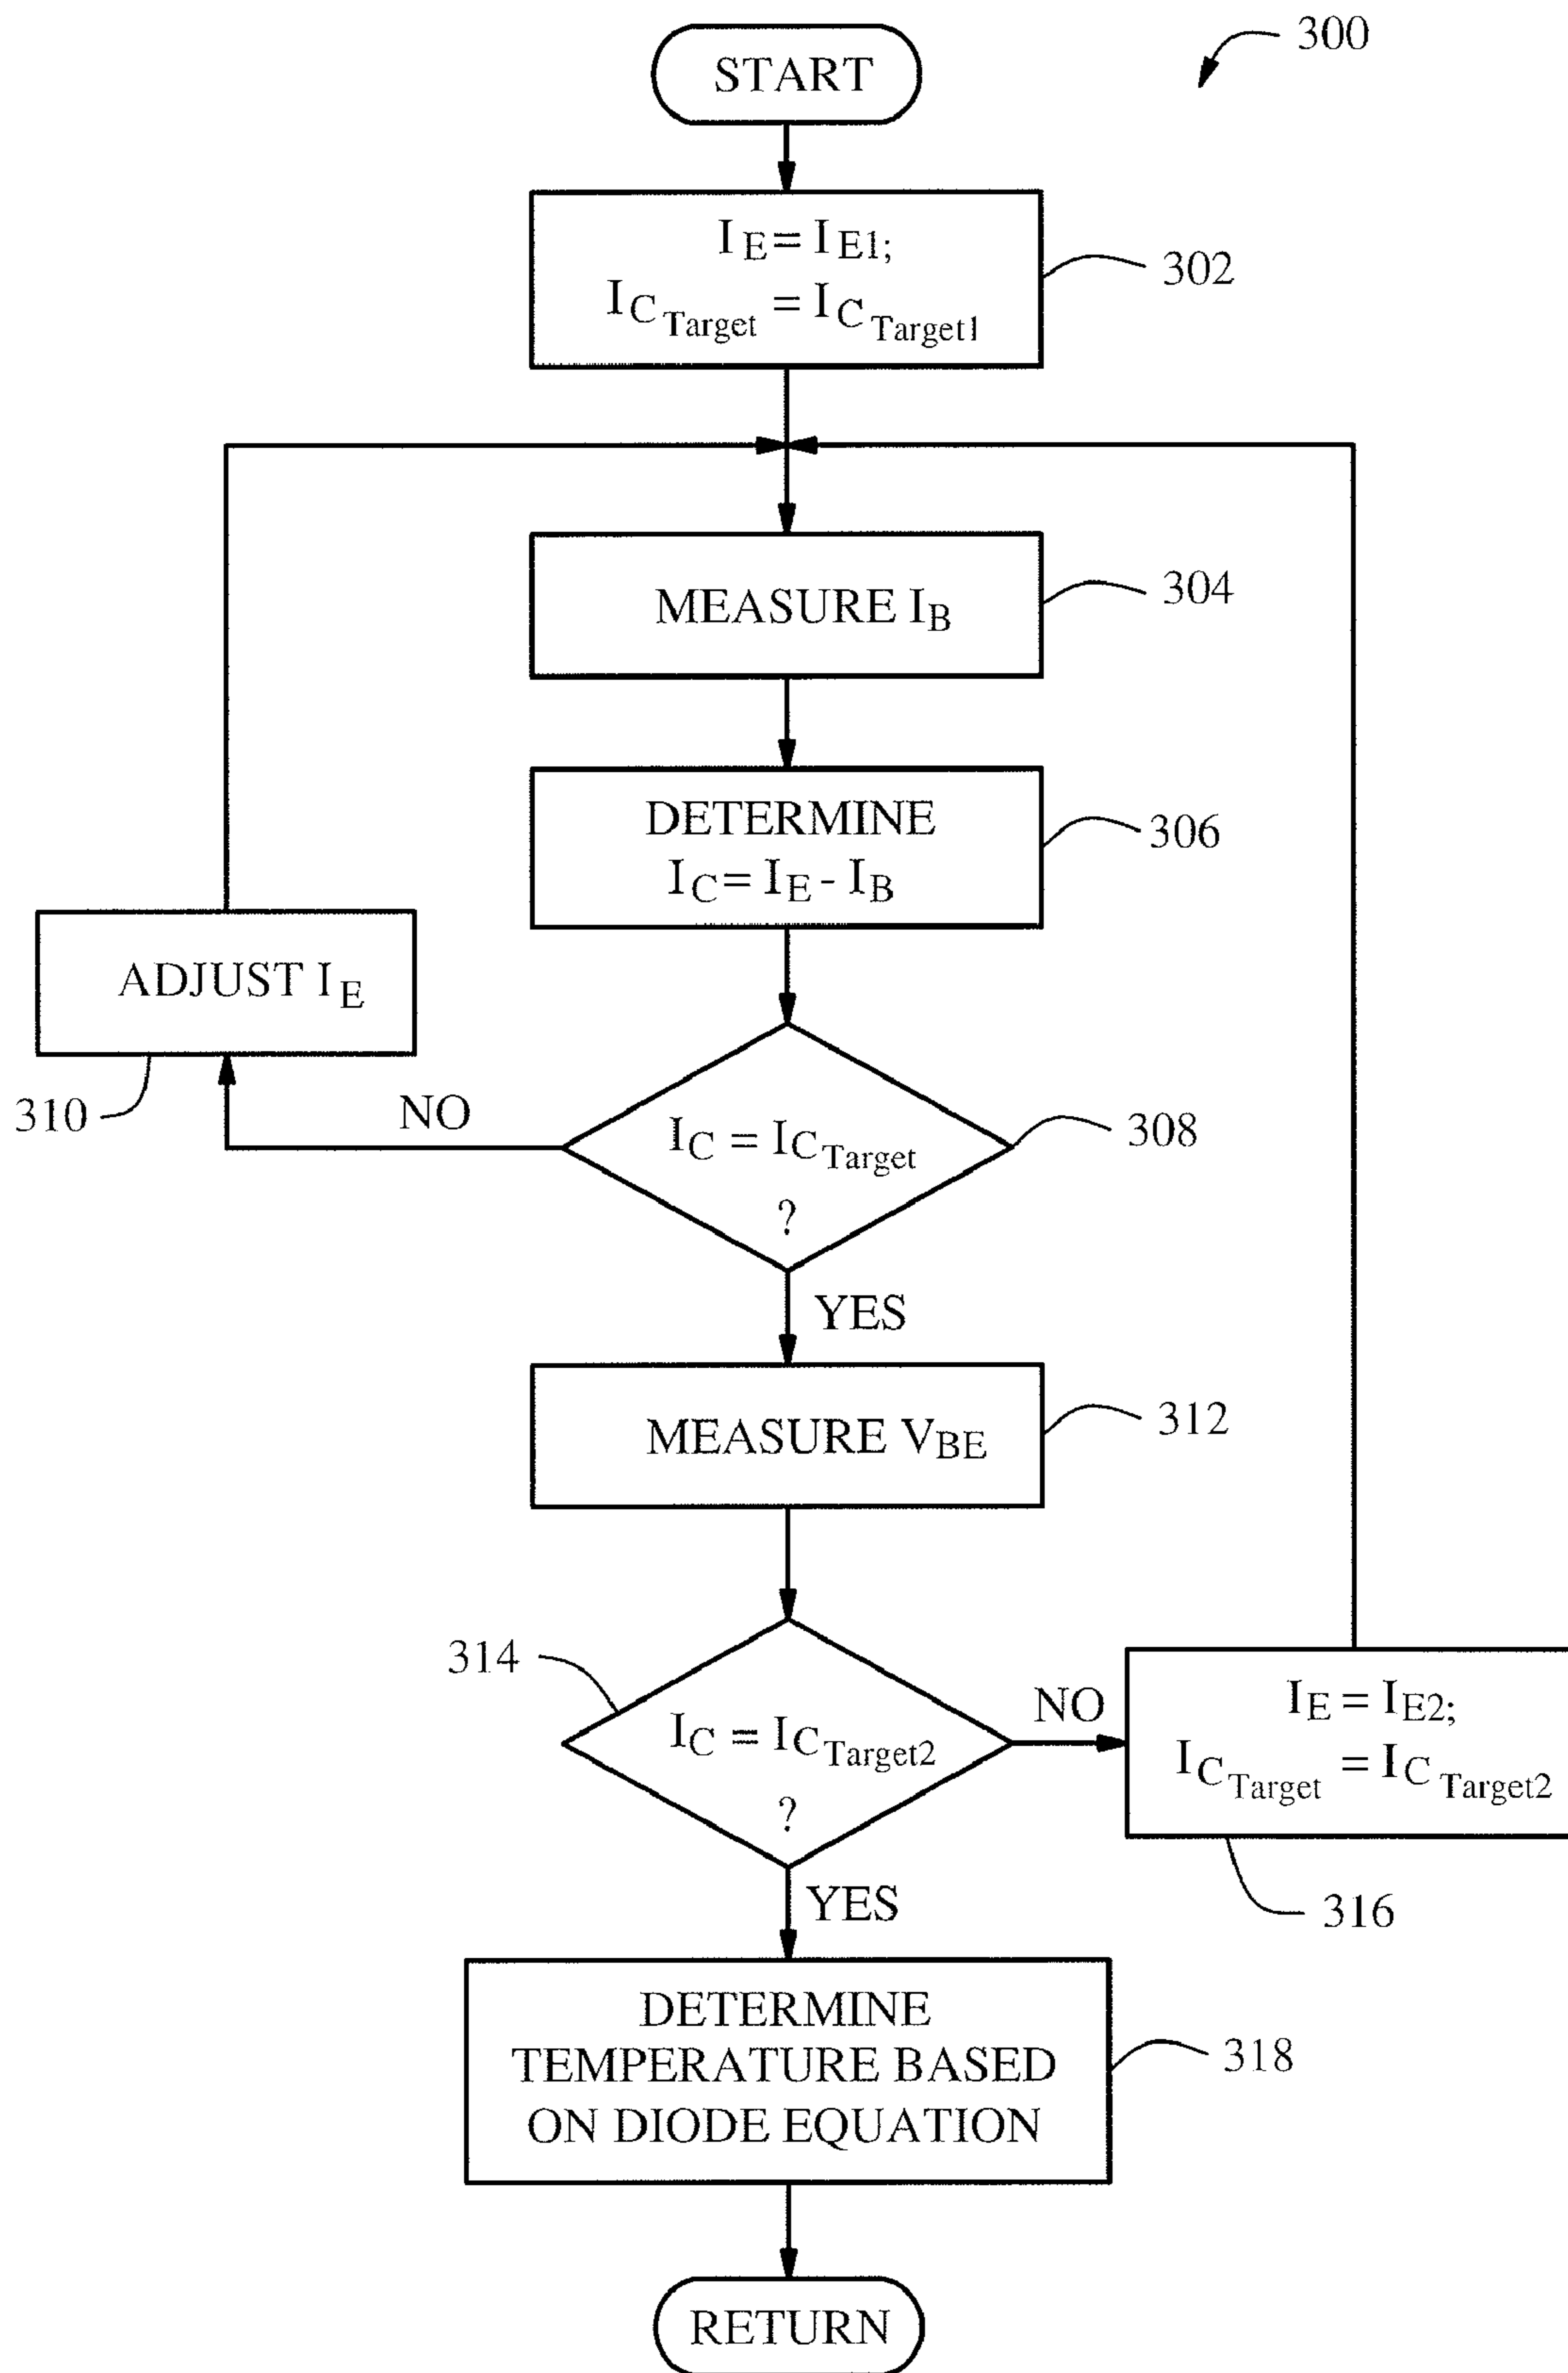 300
START
I_E = I_E1;
I_C_Target = I_C_Target1
302
MEASURE I_B
304
DETERMINE
I_C = I_E - I_B
306
ADJUST I_E
310
NO
I_C = I_C_Target
?
308
YES
MEASURE V_BE
312
314
I_C = I_C_Target2
?
NO
I_E = I_E2;
I_C_Target = I_C_Target2
316
YES
DETERMINE
TEMPERATURE BASED
ON DIODE EQUATION
318
RETURN